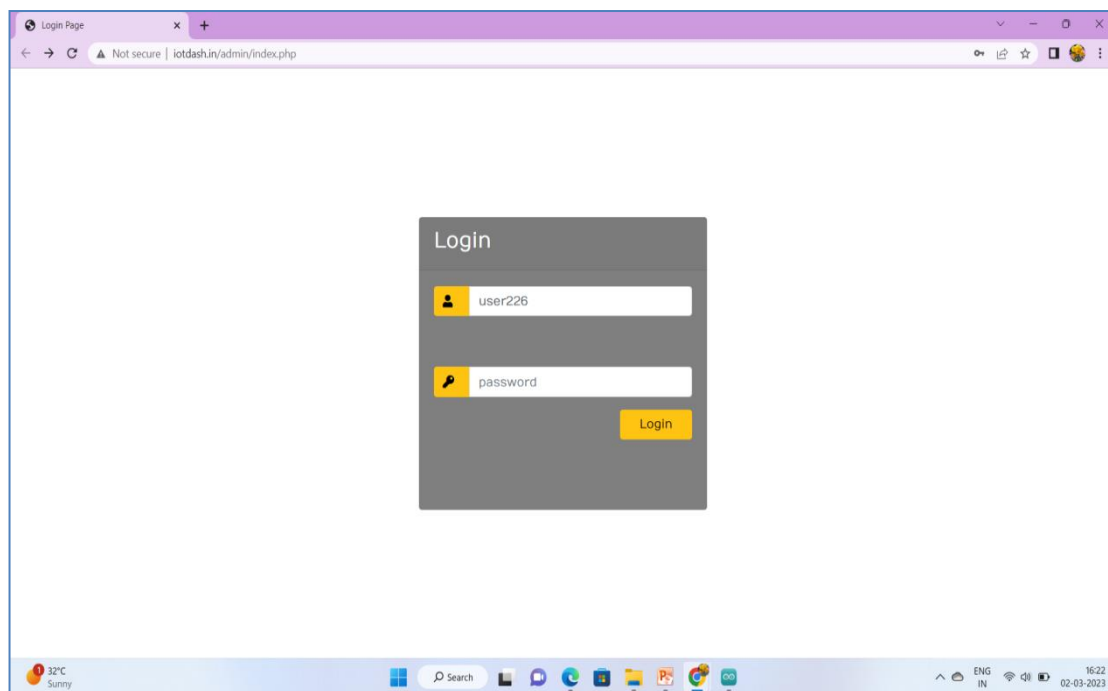 Login Page
Not secure | iotdash.in/admin/index.php
Login
user226
password
Login
1
32°C
Sunny
Search
ENG
IN
16:22
02-03-2023